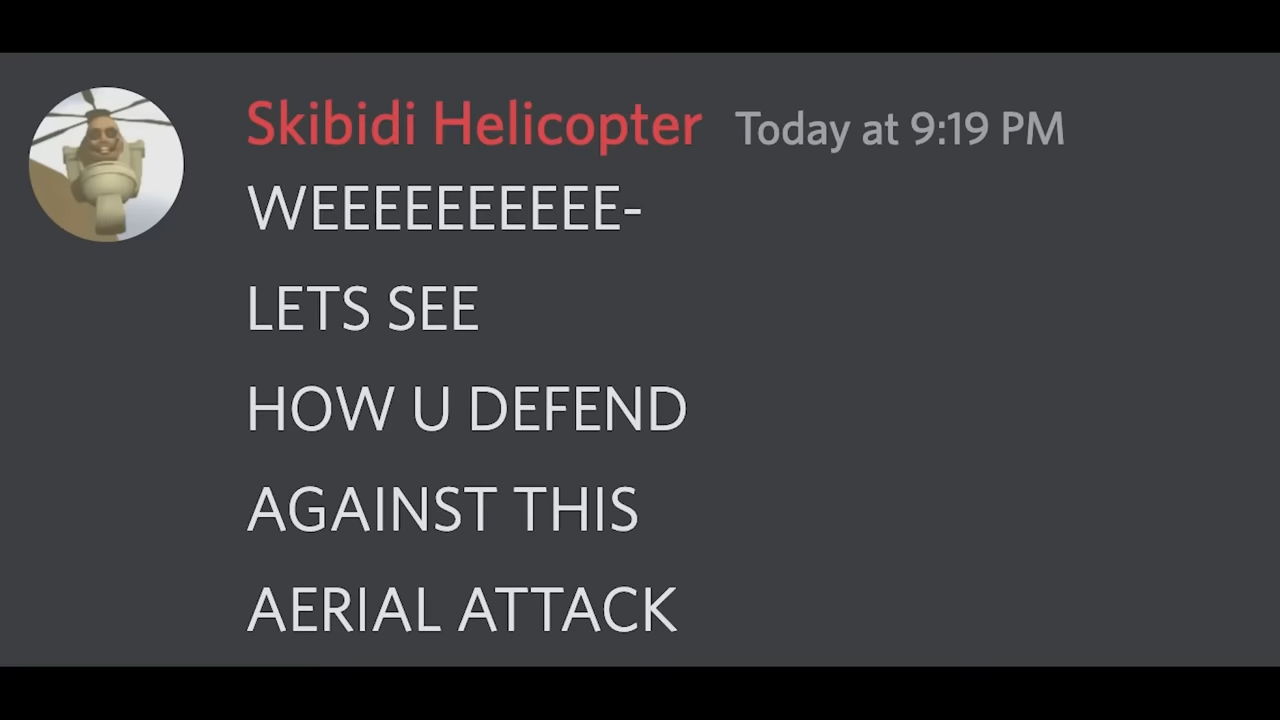 Skibidi Helicopter Today at 9:19 PM
WEEEEEEEEEE-
LETS SEE
HOW U DEFEND
AGAINST THIS
AERIAL ATTACK